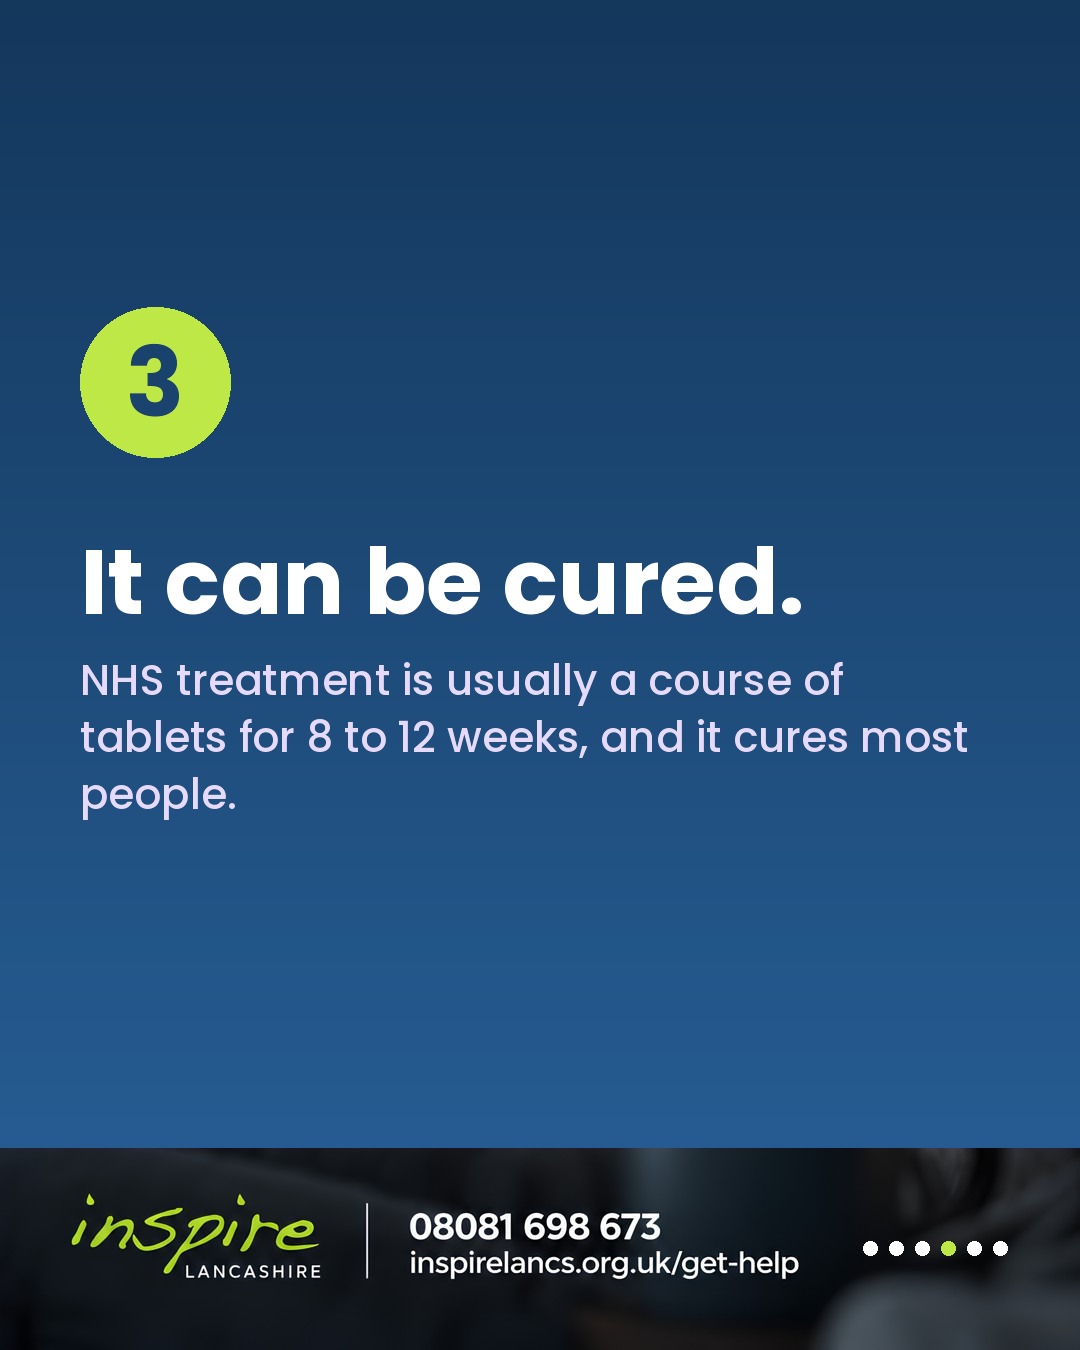 3
It can be cured.
NHS treatment is usually a course of
tablets for 8 to 12 weeks, and it cures most
people.
inspire
LANCASHIRE
08081 698 673
inspirelancs.org.uk/get-help